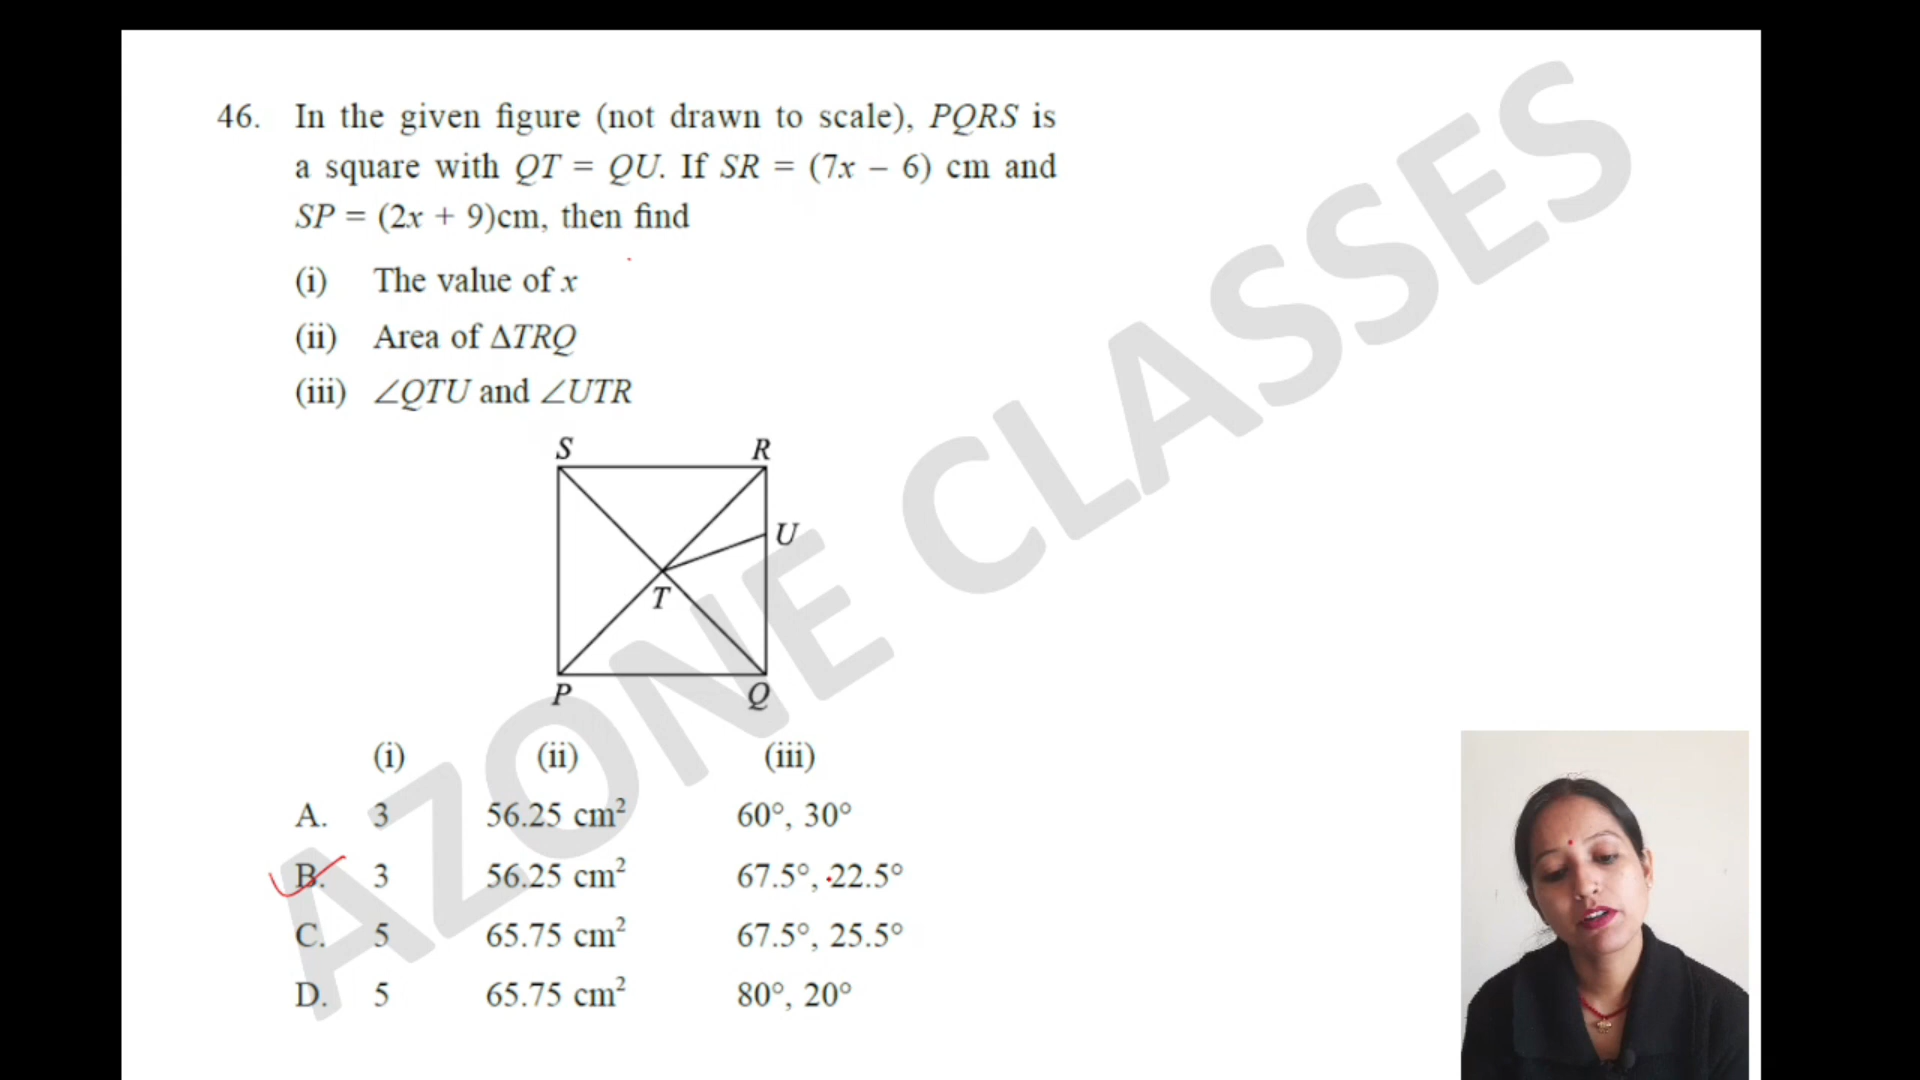 46. In the given figure (not drawn to scale), PQRS is
a square with QT = QU. If SR = (7x – 6) cm and
SP = (2x + 9)cm, then find
(i) The value of x
(ii) Area of ΔTRQ
(iii) ∠QTU and ∠UTR
S R
U
T
P Q
(i) (ii) (iii)
A. 3 56.25 cm² 60°, 30°
B. 3 56.25 cm² 67.5°, 22.5°
C. 5 65.75 cm² 67.5°, 25.5°
D. 5 65.75 cm² 80°, 20°
AZONE CLASSES